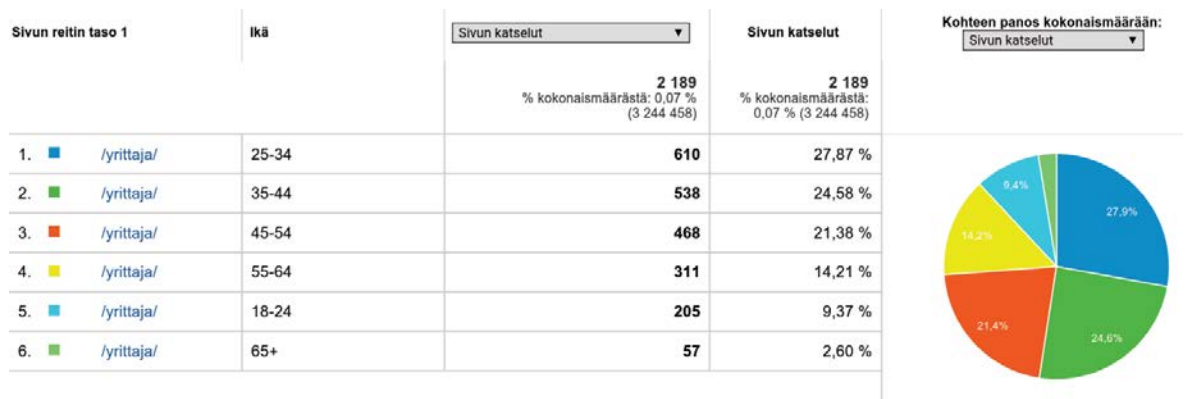 Sivun reitin taso 1
Ikä
Sivun katselut ▼
Sivun katselut
Kohteen panos kokonaismäärään:
Sivun katselut ▼
2 189
% kokonaismäärästä: 0,07 %
(3 244 458)
2 189
% kokonaismäärästä:
0,07 % (3 244 458)
1. /yrittaja/ 25-34 610 27,87 %
2. /yrittaja/ 35-44 538 24,58 %
3. /yrittaja/ 45-54 468 21,38 %
4. /yrittaja/ 55-64 311 14,21 %
5. /yrittaja/ 18-24 205 9,37 %
6. /yrittaja/ 65+ 57 2,60 %
9,4%
27,9%
14,2%
21,4%
24,6%